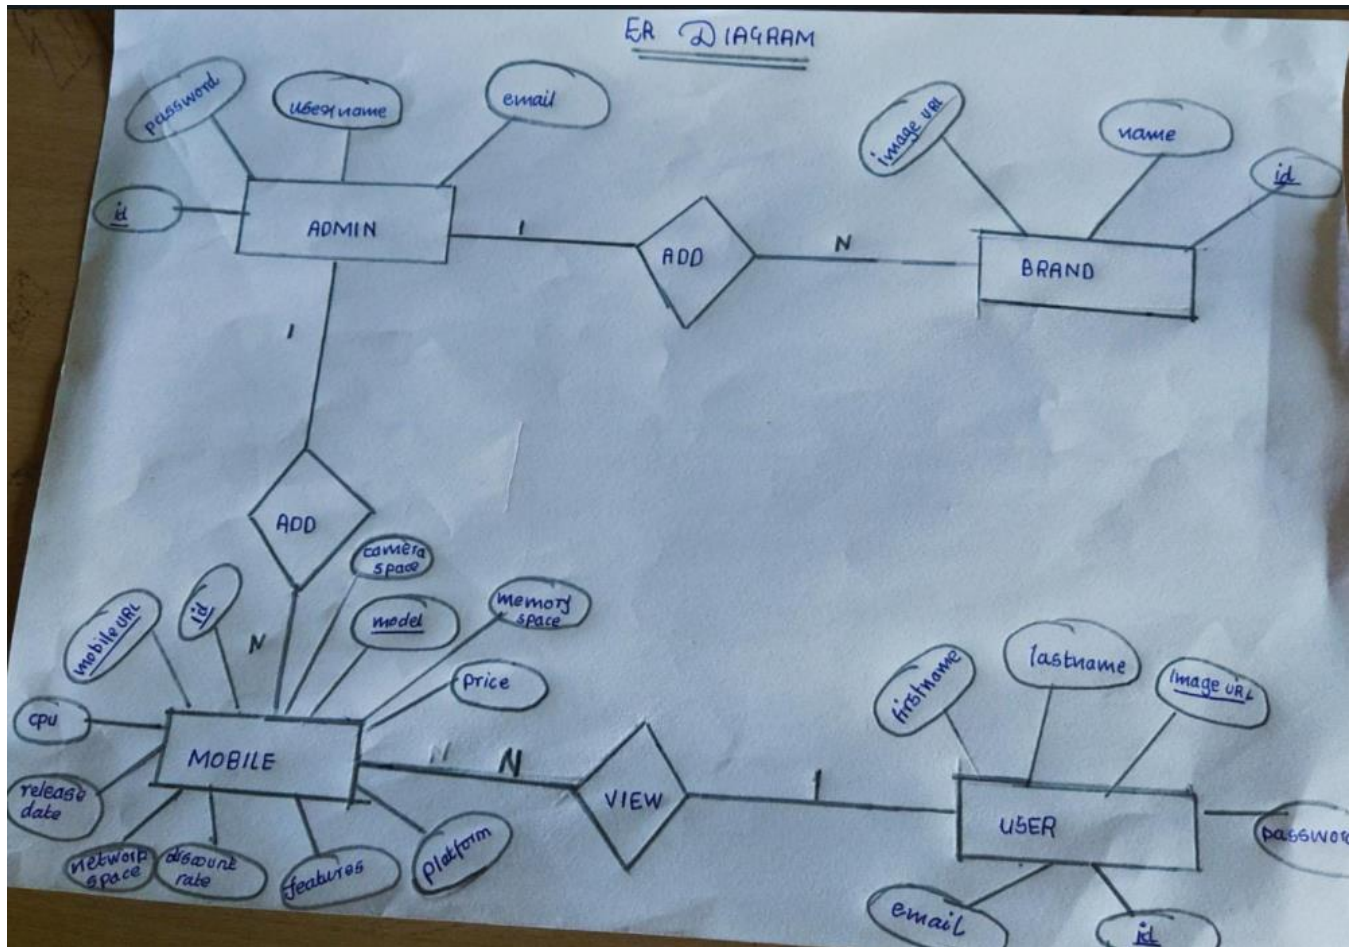 ER DIAGRAM
password
username
email
id
ADMIN
1
ADD
N
image URL
name
id
BRAND
1
ADD
N
mobile URL
id
camera
space
model
memory
space
price
cpu
MOBILE
release
date
network
space
discount
rate
features
platform
N
N
VIEW
1
firstname
lastname
image URL
USER
password
email
id